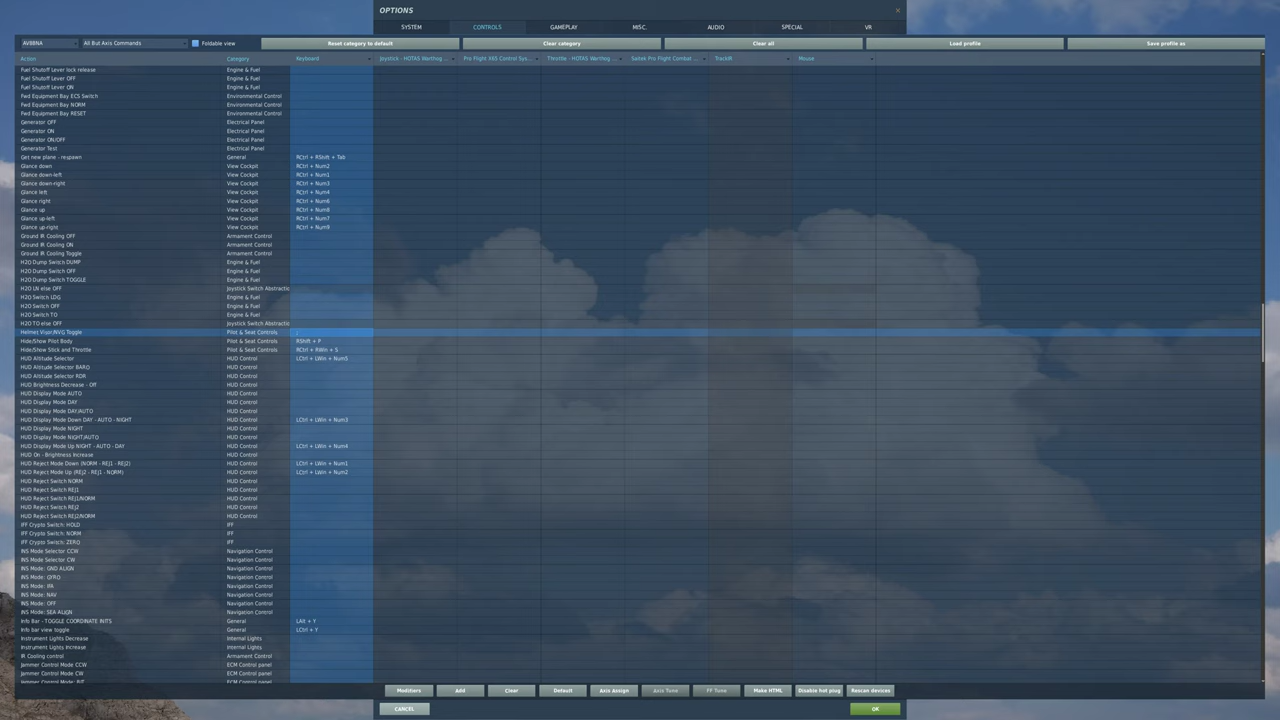 OPTIONS ×
SYSTEM CONTROLS GAMEPLAY MISC. AUDIO SPECIAL VR
AV8BNA All But Axis Commands Foldable view Reset category to default Clear category Clear all Load profile Save profile as
Action Category Keyboard Joystick - HOTAS Warthog ... Pro Flight X65 Control Sys... Throttle - HOTAS Warthog ... Saitek Pro Flight Combat ... TrackIR Mouse
Fuel Shutoff Lever lock release Engine & Fuel
Fuel Shutoff Lever OFF Engine & Fuel
Fuel Shutoff Lever ON Engine & Fuel
Fwd Equipment Bay ECS Switch Environmental Control
Fwd Equipment Bay NORM Environmental Control
Fwd Equipment Bay RESET Environmental Control
Generator OFF Electrical Panel
Generator ON Electrical Panel
Generator ON/OFF Electrical Panel
Generator Test Electrical Panel
Get new plane - respawn General RCtrl + RShift + Tab
Glance down View Cockpit RCtrl + Num2
Glance down-left View Cockpit RCtrl + Num1
Glance down-right View Cockpit RCtrl + Num3
Glance left View Cockpit RCtrl + Num4
Glance right View Cockpit RCtrl + Num6
Glance up View Cockpit RCtrl + Num8
Glance up-left View Cockpit RCtrl + Num7
Glance up-right View Cockpit RCtrl + Num9
Ground IR Cooling OFF Armament Control
Ground IR Cooling ON Armament Control
Ground IR Cooling Toggle Armament Control
H2O Dump Switch DUMP Engine & Fuel
H2O Dump Switch OFF Engine & Fuel
H2O Dump Switch TOGGLE Engine & Fuel
H2O LN else OFF Joystick Switch Abstractio
H2O Switch LDG Engine & Fuel
H2O Switch OFF Engine & Fuel
H2O Switch TO Engine & Fuel
H2O TO else OFF Joystick Switch Abstractio
Helmet Visor/NVG Toggle Pilot & Seat Controls
Hide/Show Pilot Body Pilot & Seat Controls RShift + P
Hide/Show Stick and Throttle Pilot & Seat Controls RCtrl + RWin + S
HUD Altitude Selector HUD Control LCtrl + LWin + Num5
HUD Altitude Selector BARO HUD Control
HUD Altitude Selector RDR HUD Control
HUD Brightness Decrease - Off HUD Control
HUD Display Mode AUTO HUD Control
HUD Display Mode DAY HUD Control
HUD Display Mode DAY/AUTO HUD Control
HUD Display Mode Down DAY - AUTO - NIGHT HUD Control LCtrl + LWin + Num3
HUD Display Mode NIGHT HUD Control
HUD Display Mode NIGHT/AUTO HUD Control
HUD Display Mode Up NIGHT - AUTO - DAY HUD Control LCtrl + LWin + Num4
HUD On - Brightness Increase HUD Control
HUD Reject Mode Down (NORM - REJ1 - REJ2) HUD Control LCtrl + LWin + Num1
HUD Reject Mode Up (REJ2 - REJ1 - NORM) HUD Control LCtrl + LWin + Num2
HUD Reject Switch NORM HUD Control
HUD Reject Switch REJ1 HUD Control
HUD Reject Switch REJ1/NORM HUD Control
HUD Reject Switch REJ2 HUD Control
HUD Reject Switch REJ2/NORM HUD Control
IFF Crypto Switch: HOLD IFF
IFF Crypto Switch: NORM IFF
IFF Crypto Switch: ZERO IFF
INS Mode Selector CCW Navigation Control
INS Mode Selector CW Navigation Control
INS Mode: GND ALIGN Navigation Control
INS Mode: GYRO Navigation Control
INS Mode: IFA Navigation Control
INS Mode: NAV Navigation Control
INS Mode: OFF Navigation Control
INS Mode: SEA ALIGN Navigation Control
Info Bar - TOGGLE COORDINATE INITS General LAlt + Y
Info bar view toggle General LCtrl + Y
Instrument Lights Decrease Internal Lights
Instrument Lights Increase Internal Lights
IR Cooling control Armament Control
Jammer Control Mode CCW ECM Control panel
Jammer Control Mode CW ECM Control panel
Jammer Control Mode: BIT ECM Control panel
Modifiers Add Clear Default Axis Assign Axis Tune FF Tune Make HTML Disable hot plug Rescan devices
CANCEL OK